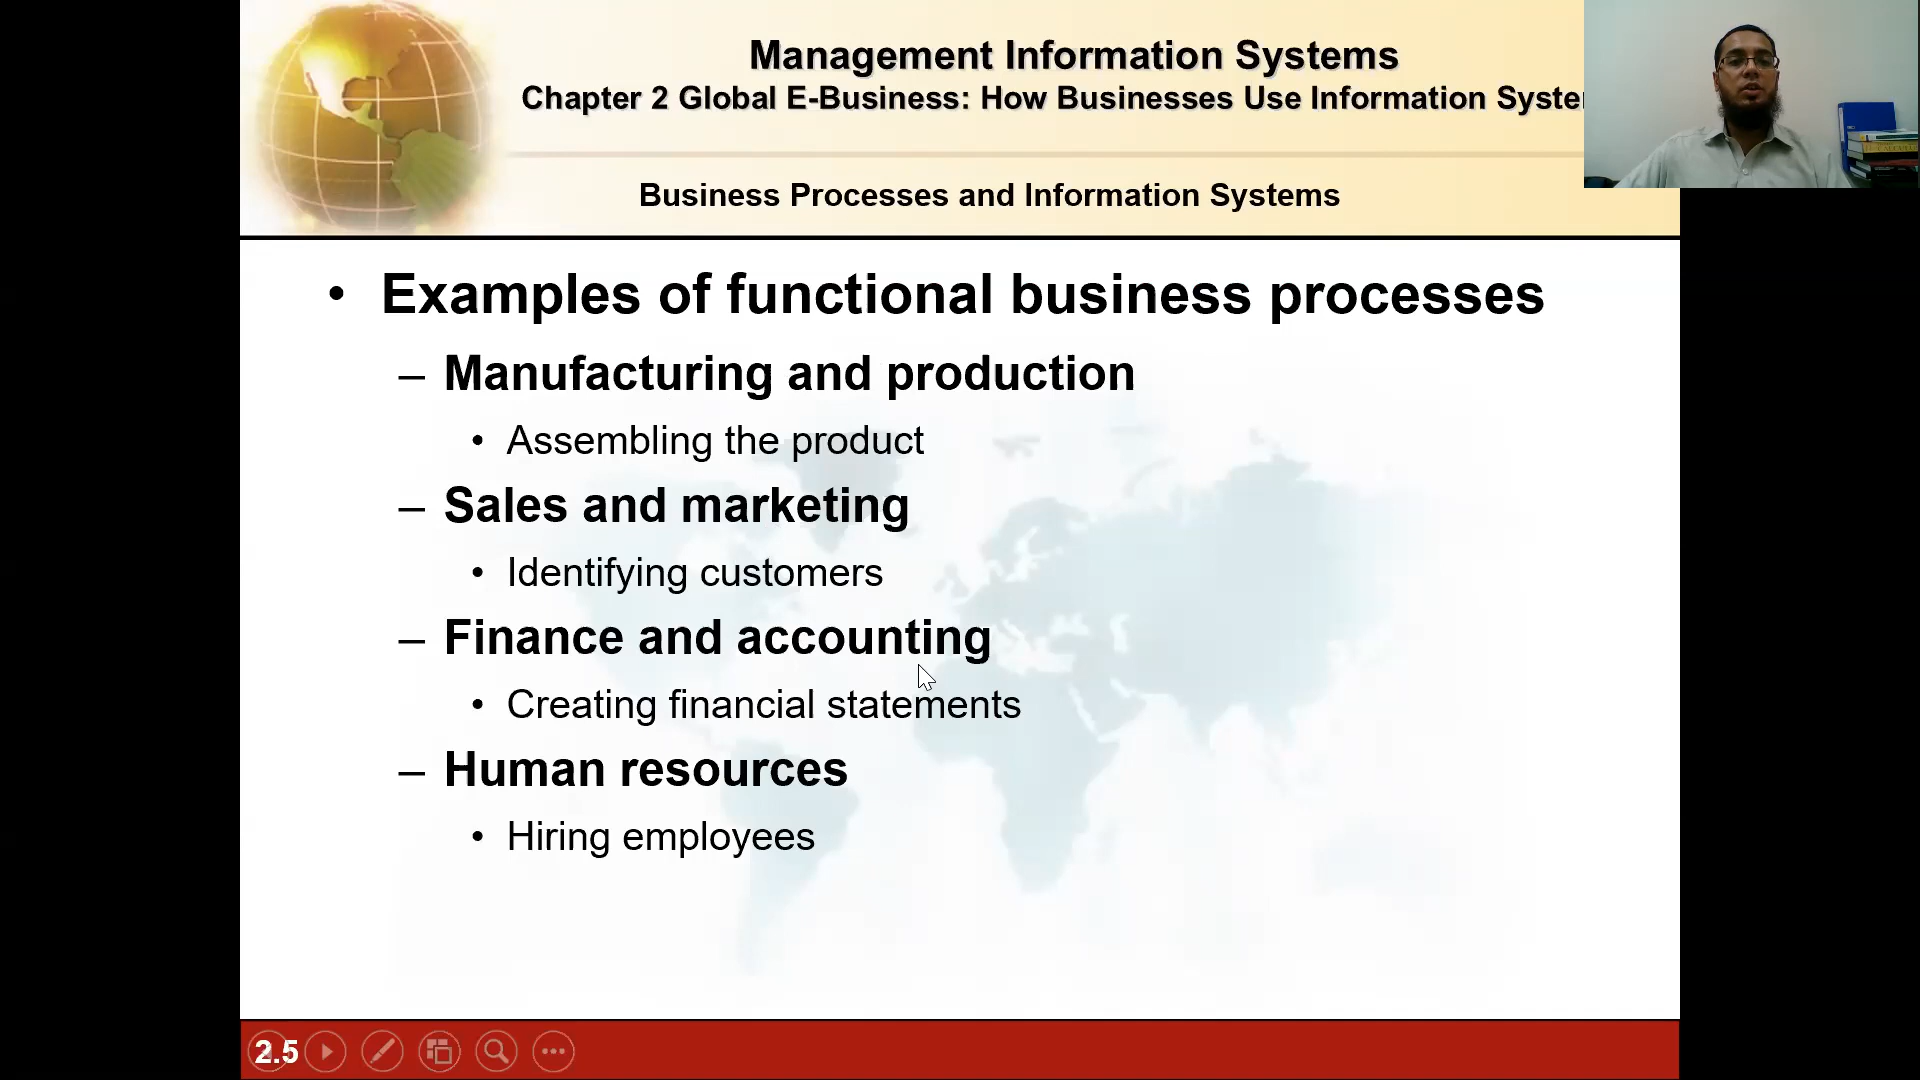 Management Information Systems
Chapter 2 Global E-Business: How Businesses Use Information
Business Processes and Information Systems
• Examples of functional business processes
– Manufacturing and production
• Assembling the product
– Sales and marketing
• Identifying customers
– Finance and accounting
• Creating financial statements
– Human resources
• Hiring employees
2.5